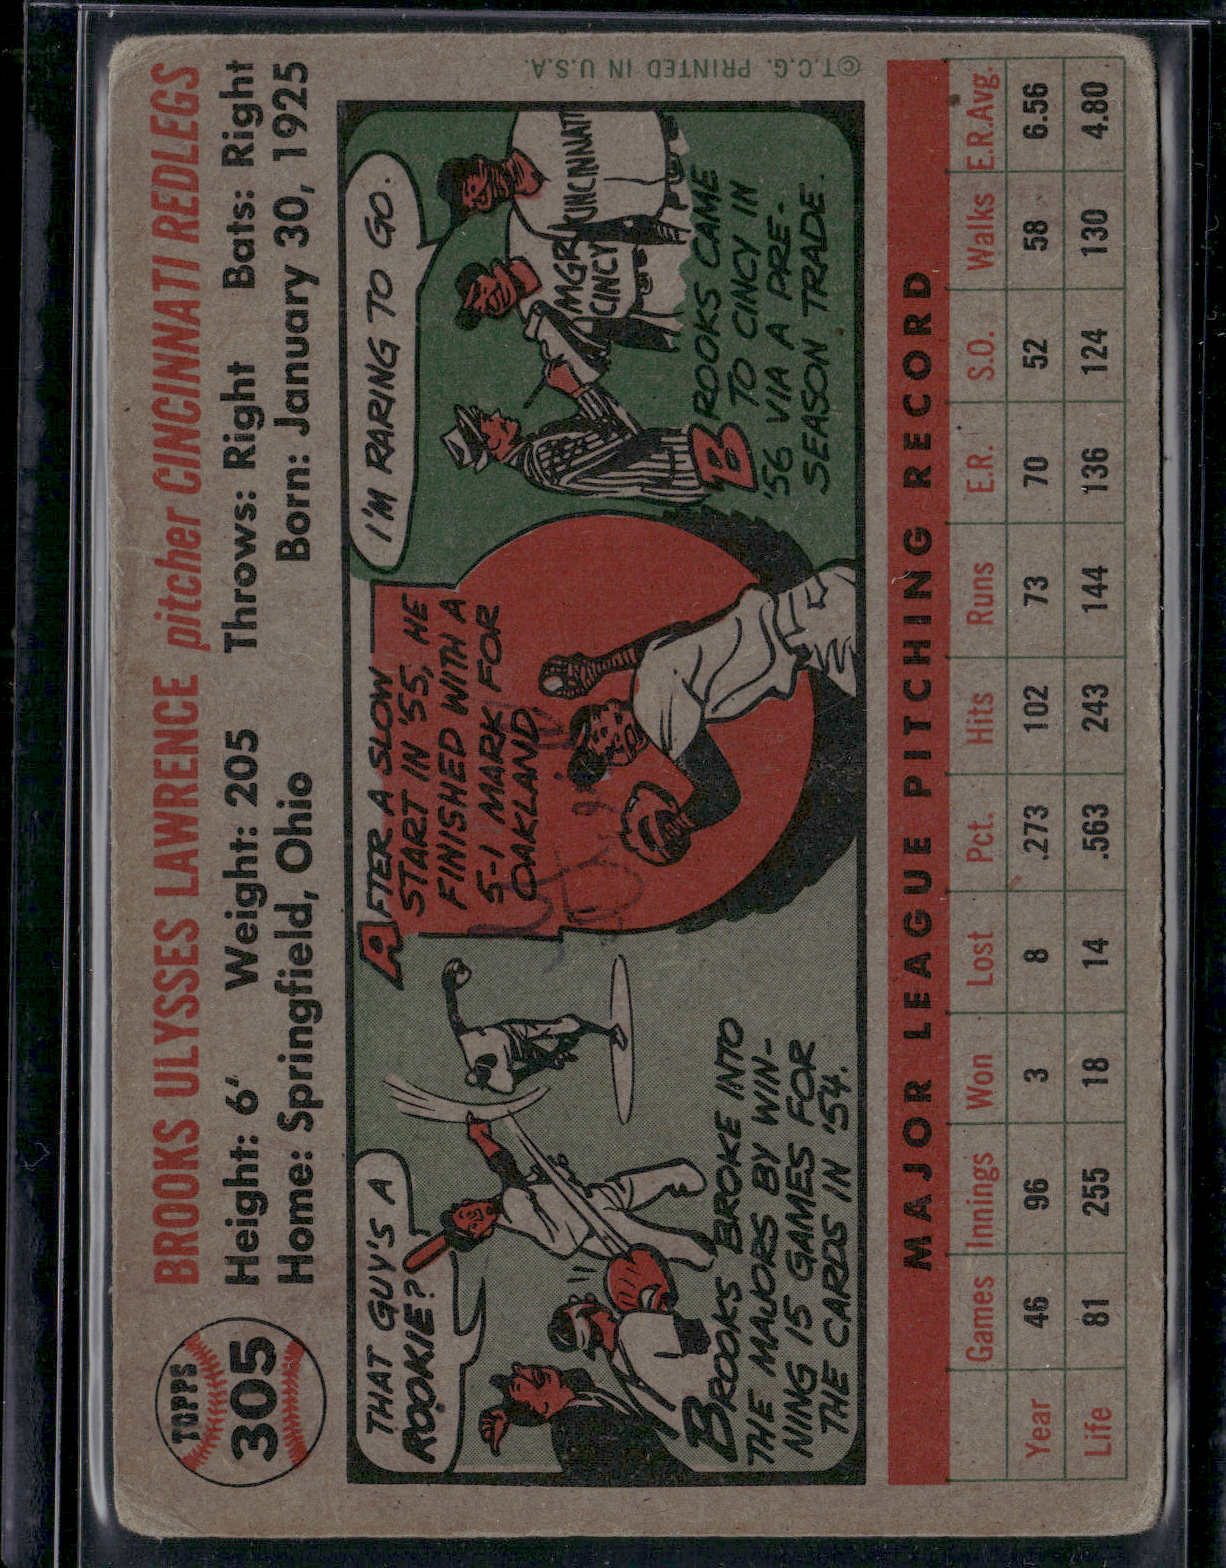 TOPPS
305
BROOKS ULYSSES LAWRENCE pitcher CINCINNATI REDLEGS
Height: 6' Weight: 205 Throws: Right Bats: Right
Home: Springfield, Ohio Born: January 30, 1925
THAT GUY'S A
ROOKIE?
BROOKS BROKE INTO
THE MAJORS BY WIN-
NING 15 GAMES FOR
THE CARDS IN '54.
AFTER A SLOW
START IN '55, HE
FINISHED WITH A
5-1 MARK FOR
OAKLAND.
I'M RARING TO GO.
MGR.
CINCY
CINCINNATI
BROOKS CAME
TO CINCY IN
'56 VIA A PRE-
SEASON TRADE.
MAJOR LEAGUE PITCHING RECORD
Games Innings Won Lost Pct. Hits Runs E.R. S.O. Walks E.R.Avg.
Year 46 96 3 8 .273 102 73 70 52 58 6.56
Life 81 255 18 14 .563 243 144 136 124 130 4.80
©T.C.G. PRINTED IN U.S.A.